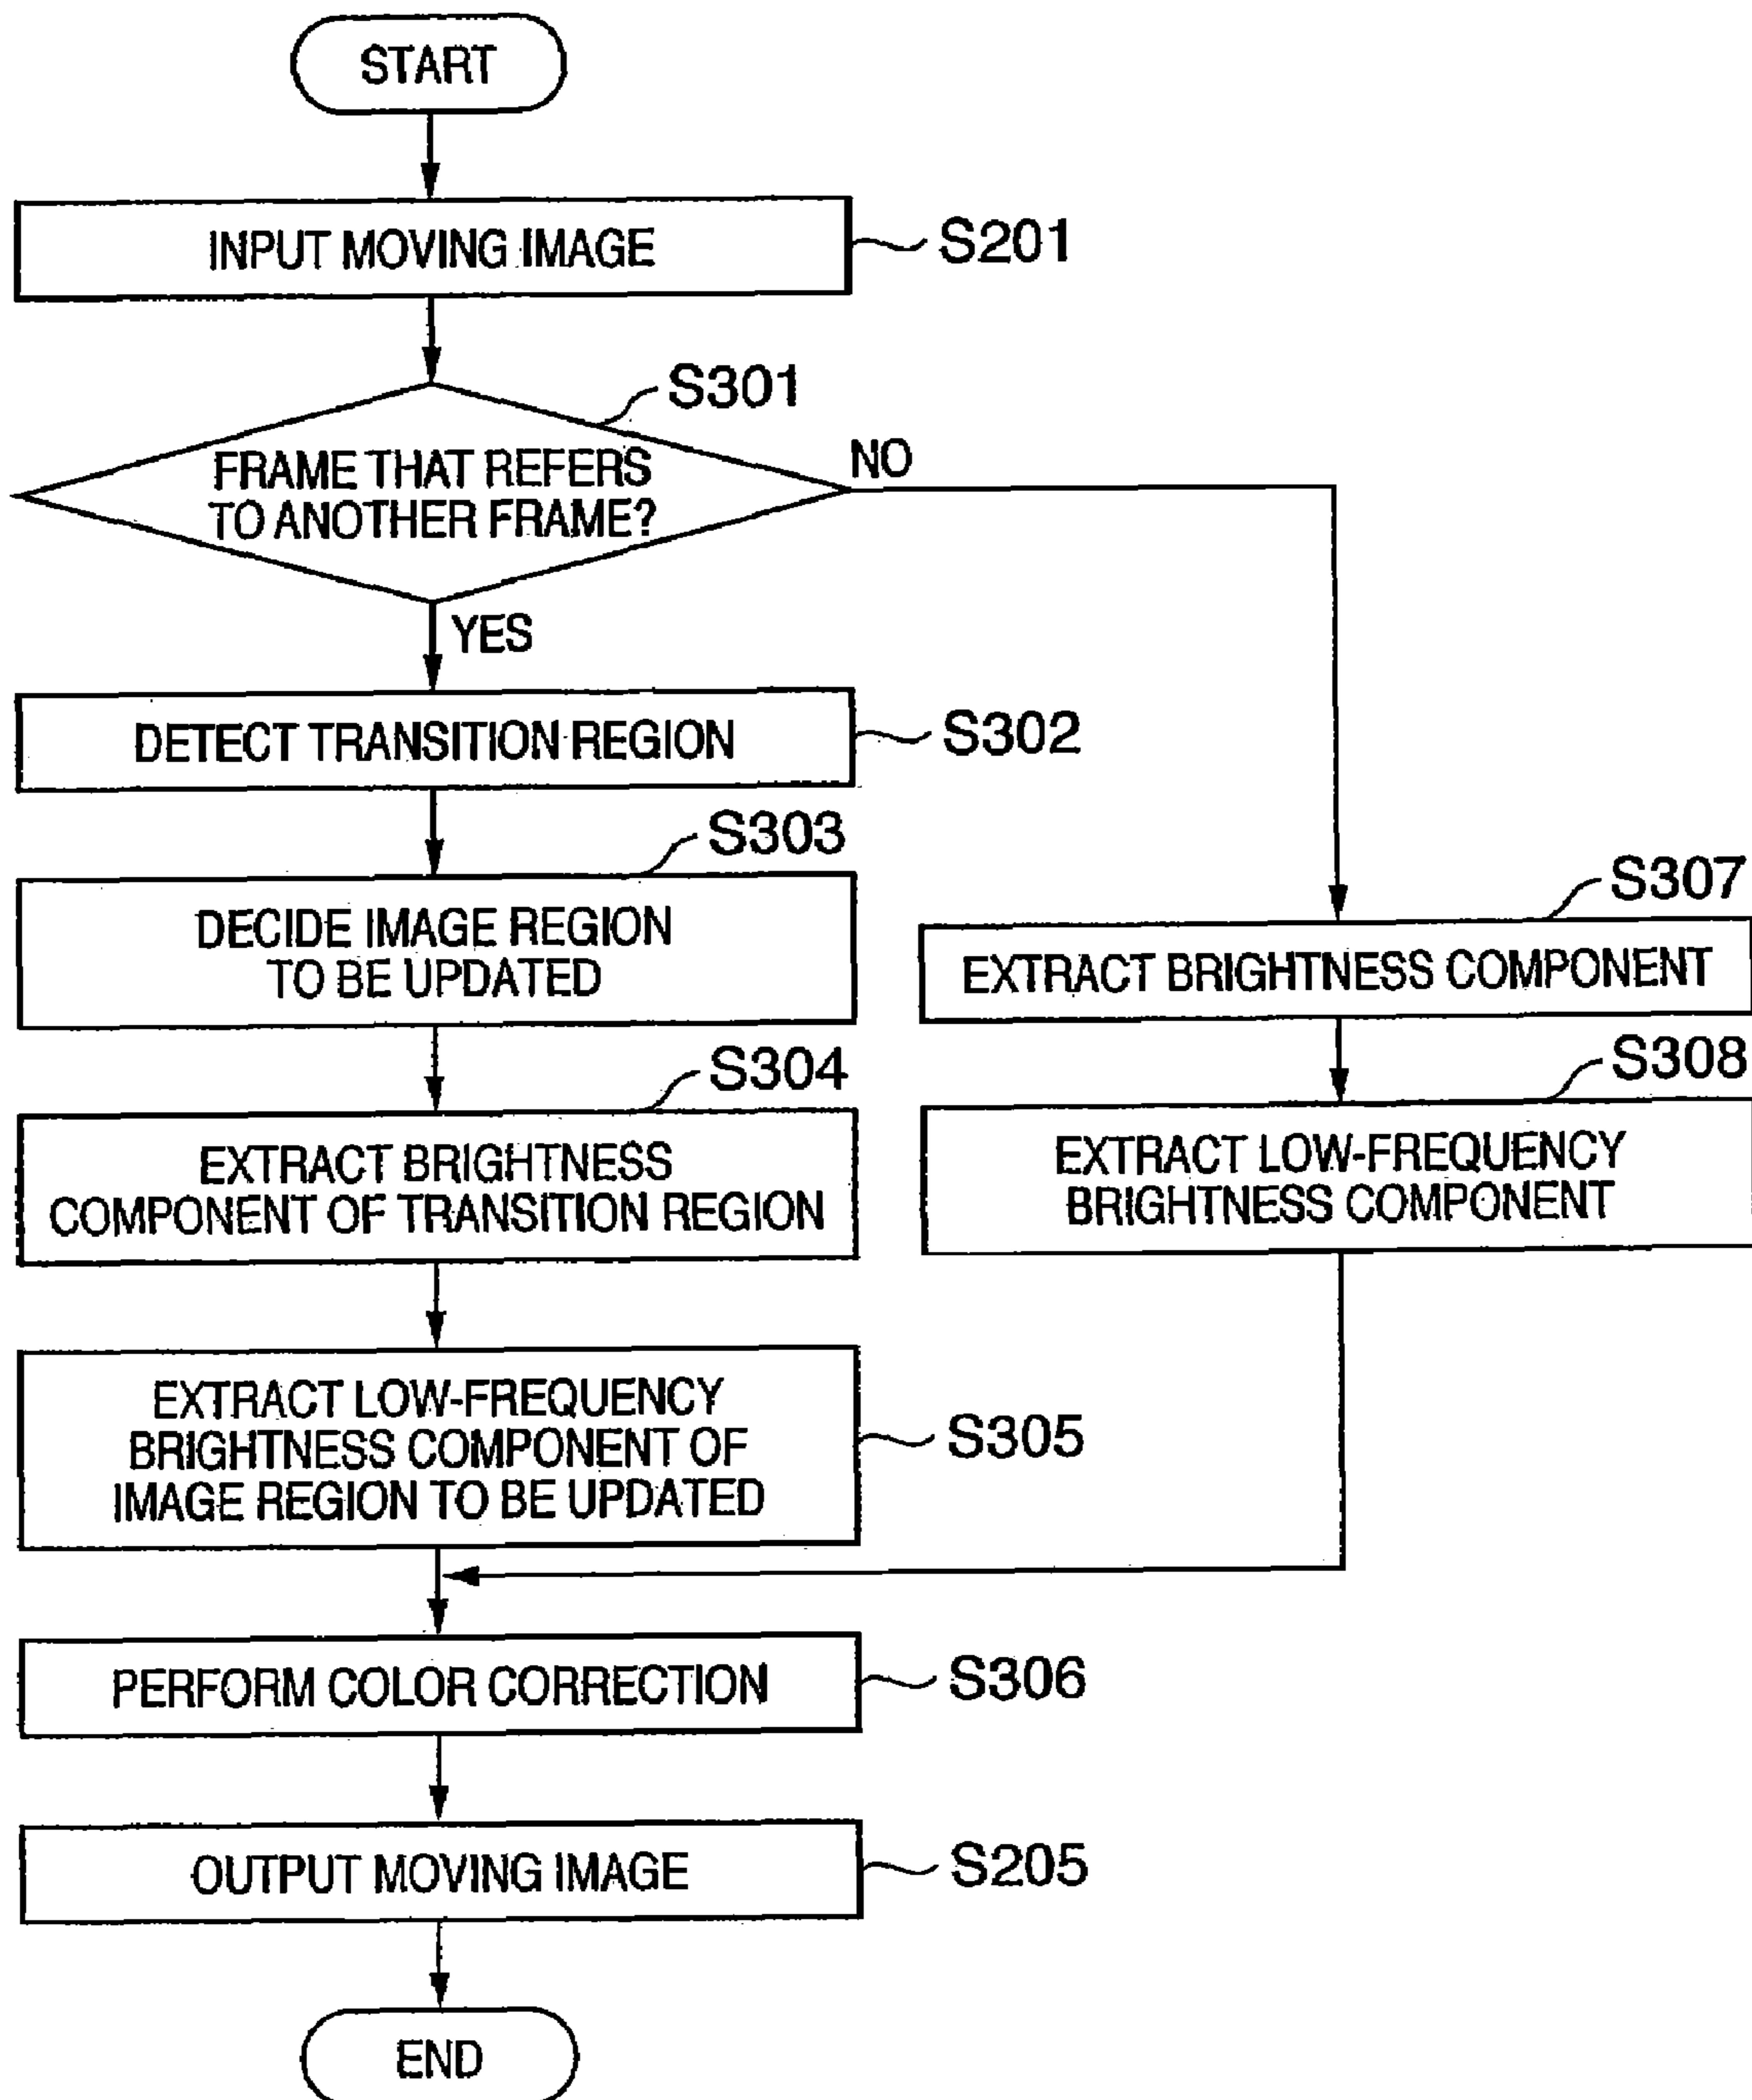 START
INPUT MOVING IMAGE
S201
S301
FRAME THAT REFERS
TO ANOTHER FRAME?
NO
YES
DETECT TRANSITION REGION
S302
S303
DECIDE IMAGE REGION
TO BE UPDATED
S307
EXTRACT BRIGHTNESS COMPONENT
S304
EXTRACT BRIGHTNESS
COMPONENT OF TRANSITION REGION
S308
EXTRACT LOW-FREQUENCY
BRIGHTNESS COMPONENT
EXTRACT LOW-FREQUENCY
BRIGHTNESS COMPONENT OF
IMAGE REGION TO BE UPDATED
S305
PERFORM COLOR CORRECTION
S306
OUTPUT MOVING IMAGE
S205
END